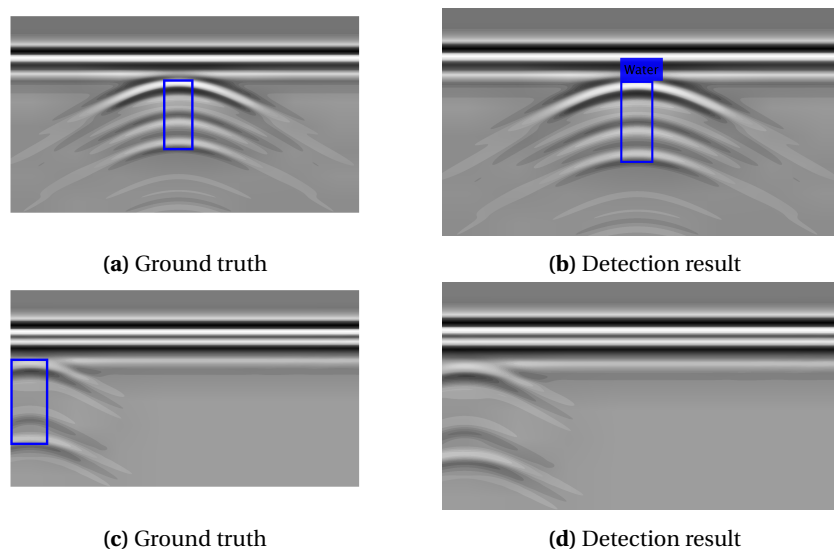 Water
(a) Ground truth
(b) Detection result
(c) Ground truth
(d) Detection result